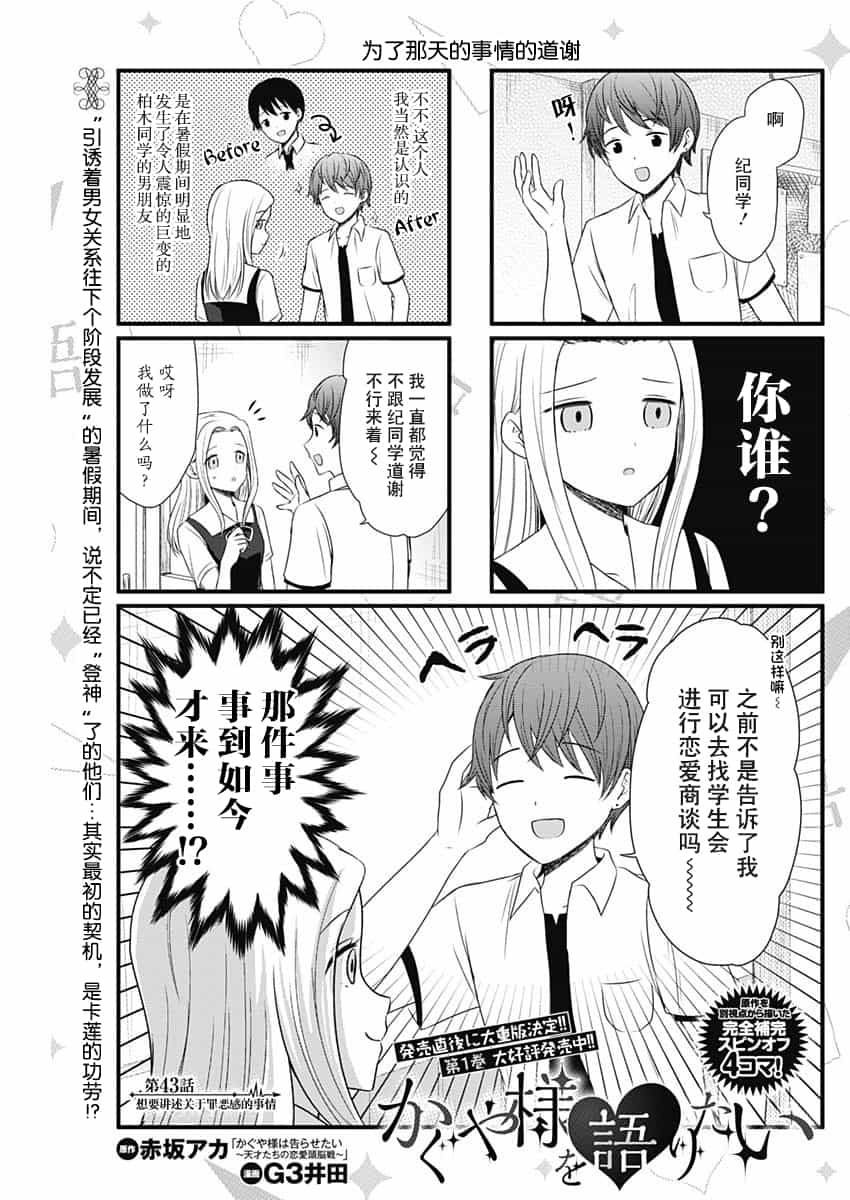 为了那天的事情的道谢
啊
纪同学！
呀！
不不、这个人
我当然是认识的
Before
After
是在暑假期间明显地
发生了令人震惊的巨变的
柏木同学的男朋友
你谁？
我一直都觉得
不跟纪同学道谢
不行来着～
哎呀
我做了什么吗？
别这样嘛～
之前不是告诉了我
可以去找学生会
进行恋爱商谈吗～～～～
ヘラ
ヘラ
那件事
事到如今
才来………!?
“引诱着男女关系往下个阶段发展”的暑假期间，说不定已经“登神”了的他们…其实最初的契机，是卡莲的功劳!?
原作を
別視点から描いた
完全補完
スピンオフ
4コマ!
発売直後に大重版決定!!
第1巻 大好評発売中!!
かぐや様を語りたい
第43話
想要讲述关于罪恶感的事情
原作 赤坂アカ「かぐや様は告らせたい
～天才たちの恋愛頭脳戦～」
漫画 G3井田